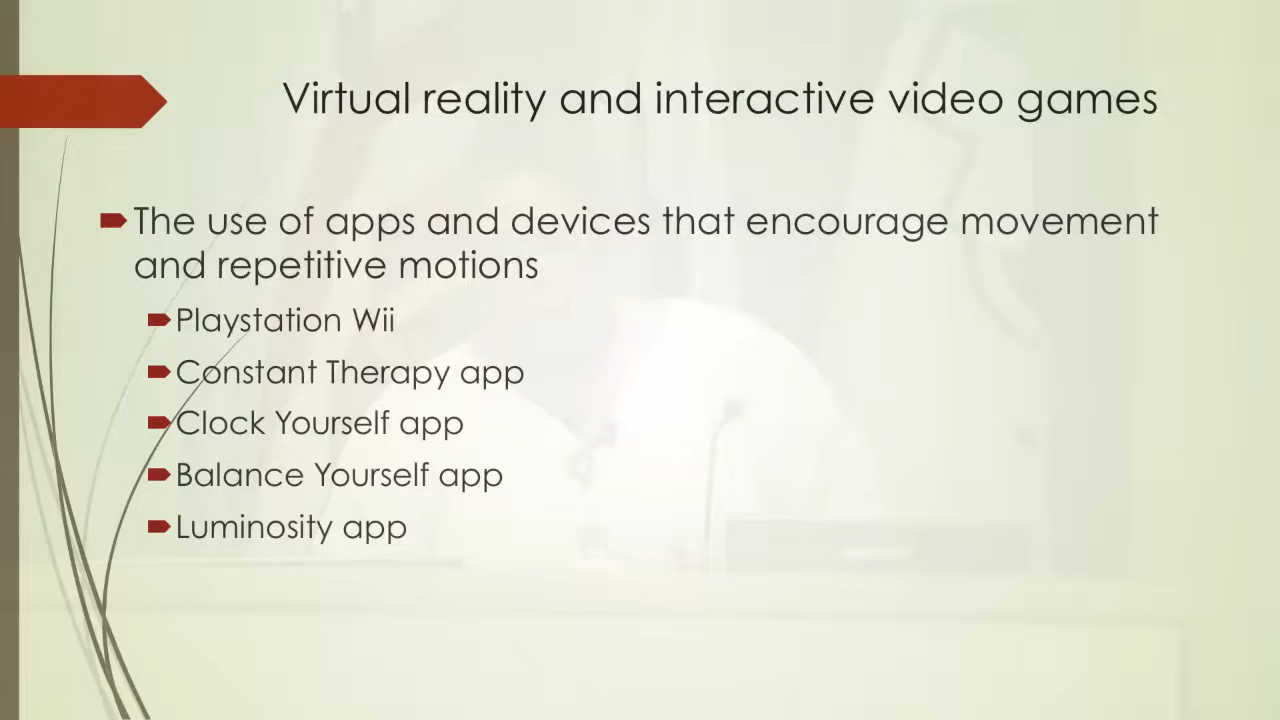 Virtual reality and interactive video games
The use of apps and devices that encourage movement
and repetitive motions
Playstation Wii
Constant Therapy app
Clock Yourself app
Balance Yourself app
Luminosity app